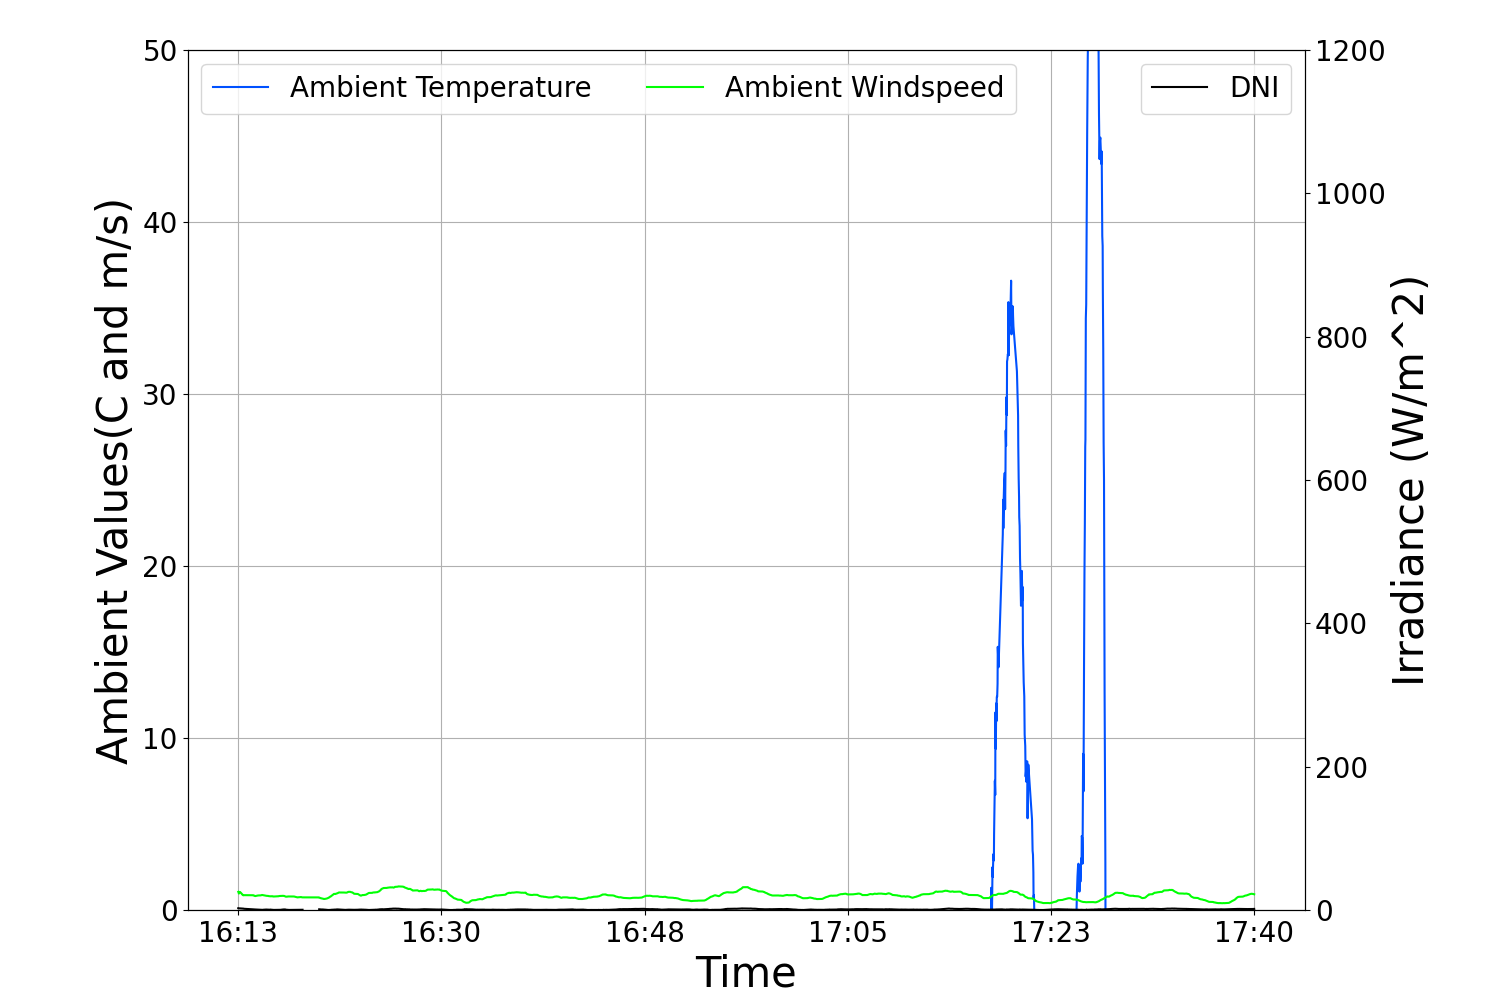 Ambient Temperature
Ambient Windspeed
DNI
Ambient Values(C and m/s)
50
40
30
20
10
0
1200
1000
800
600
400
200
0
Irradiance (W/m^2)
16:13 16:30 16:48 17:05 17:23 17:40
Time